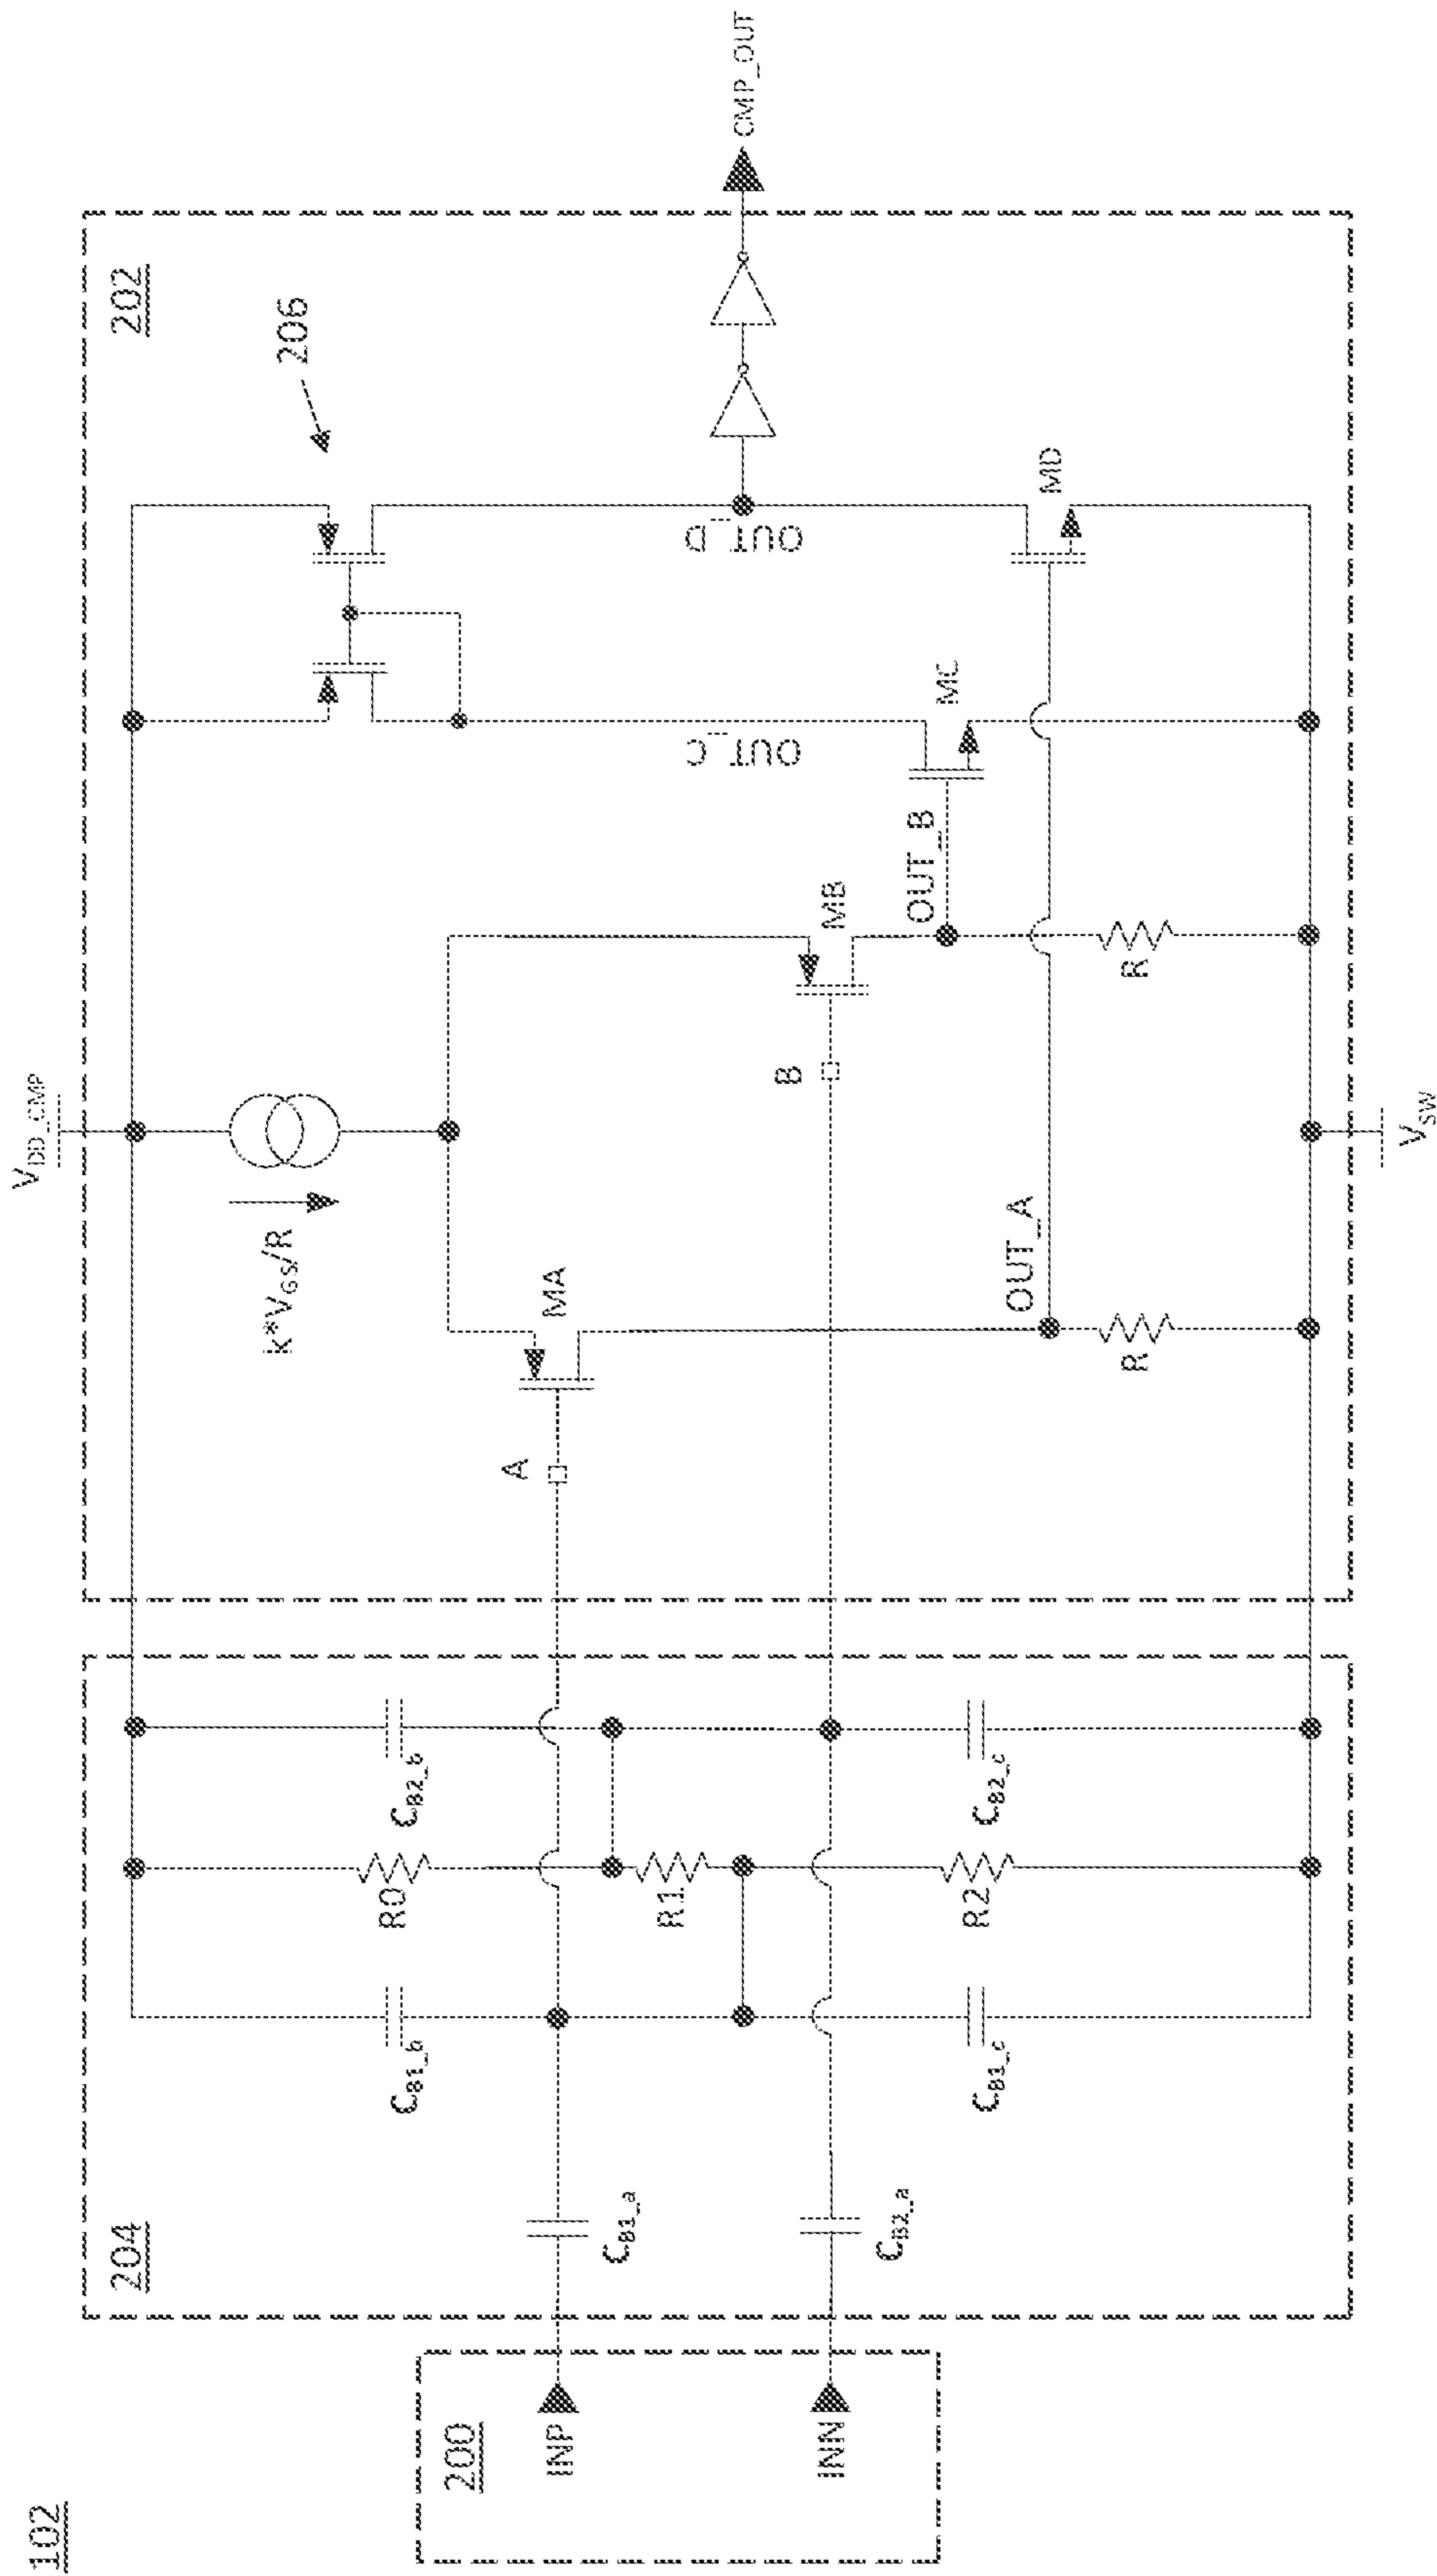 102
200
INP
INN
204
C_B1_a
C_B2_a
C_B1_b
C_B1_c
R0
R1
R2
C_B2_b
C_B2_c
V_DD_CMP
202
k*V_GS/R
A
MA
B
MB
OUT_A
OUT_B
R
R
MC
MD
OUT_C
OUT_D
206
V_SW
CMP_OUT